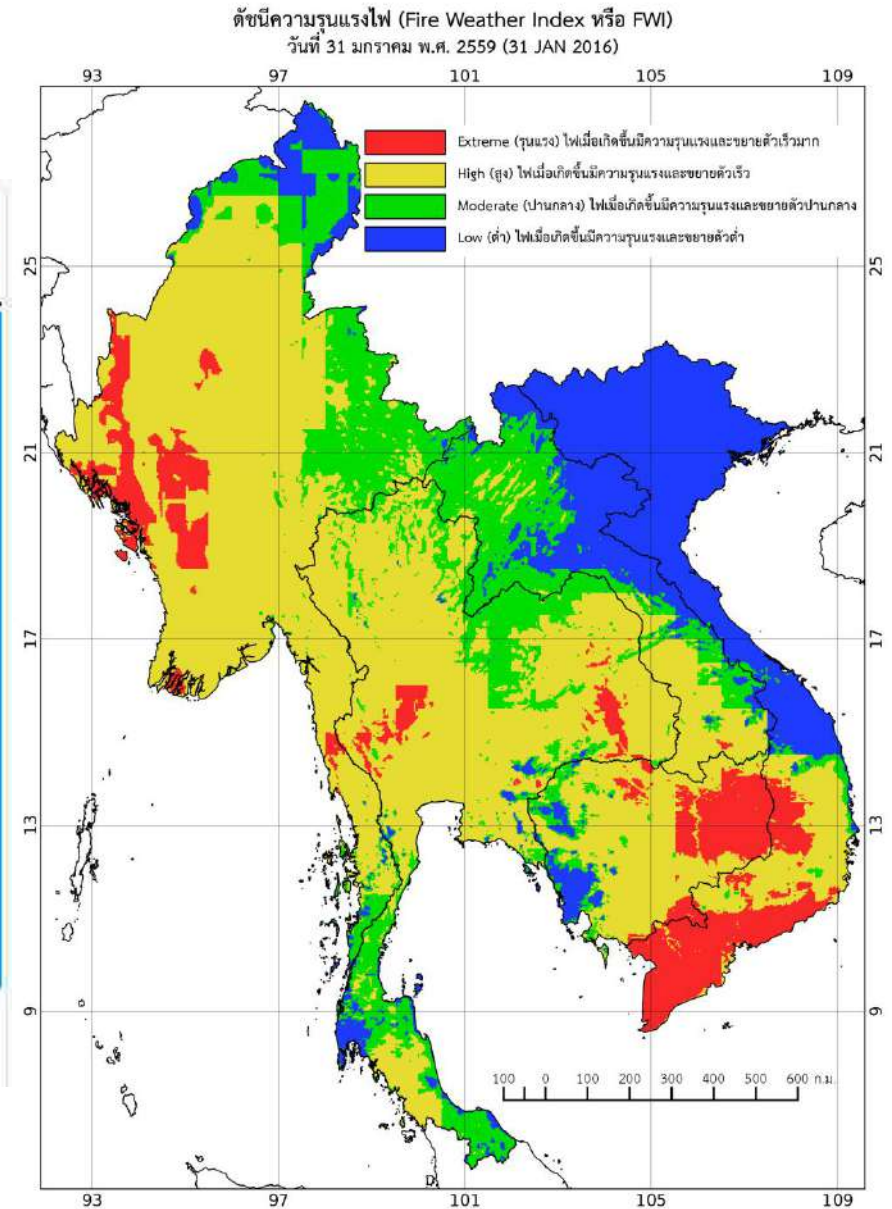 ดัชนีความรุนแรงไฟ (Fire Weather Index หรือ FWI)
วันที่ 31 มกราคม พ.ศ. 2559 (31 JAN 2016)
93 97 101 105 109
Extreme (รุนแรง) ไฟเมื่อเกิดขึ้นมีความรุนแรงและขยายตัวเร็วมาก
High (สูง) ไฟเมื่อเกิดขึ้นมีความรุนแรงและขยายตัวเร็ว
Moderate (ปานกลาง) ไฟเมื่อเกิดขึ้นมีความรุนแรงและขยายตัวปานกลาง
Low (ต่ำ) ไฟเมื่อเกิดขึ้นมีความรุนแรงและขยายตัวต่ำ
25 25
21 21
17 17
13 13
9 9
100 0 100 200 300 400 500 600 ก.ม.
93 97 101 105 109